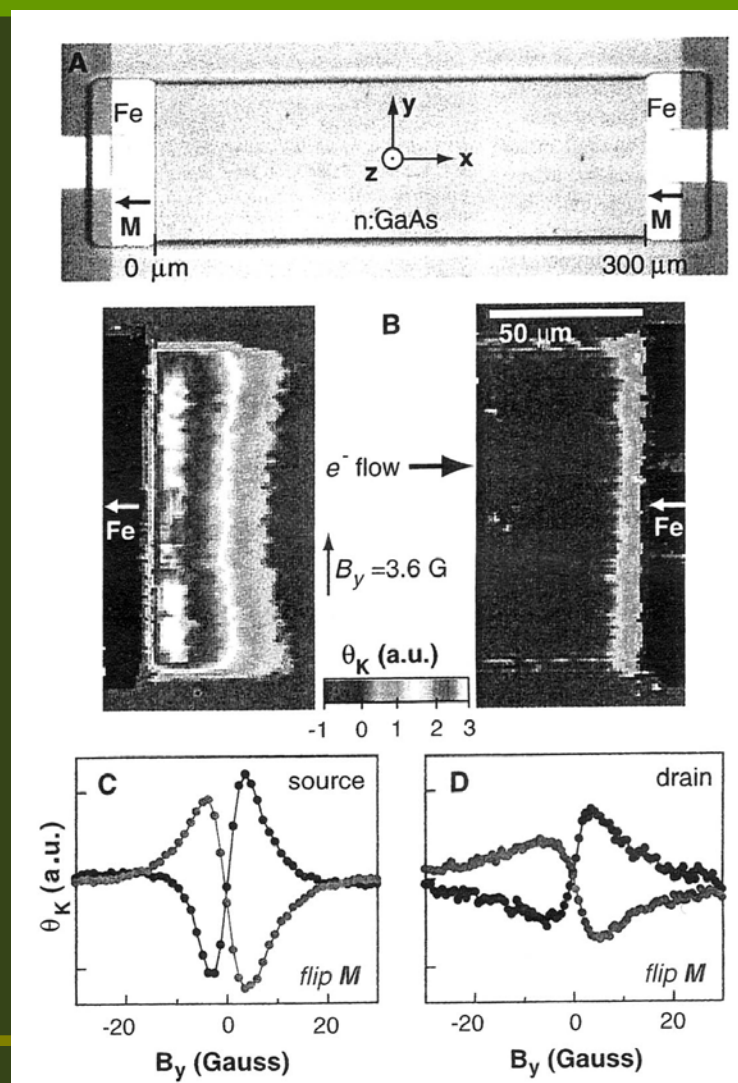 A
Fe
Fe
y
z
x
M
M
n:GaAs
0 μm
300 μm
B
50 μm
e⁻ flow
Fe
Fe
B_y =3.6 G
θ_K (a.u.)
-1 0 1 2 3
C
source
D
drain
θ_K (a.u.)
flip M
flip M
-20 0 20
-20 0 20
B_y (Gauss)
B_y (Gauss)